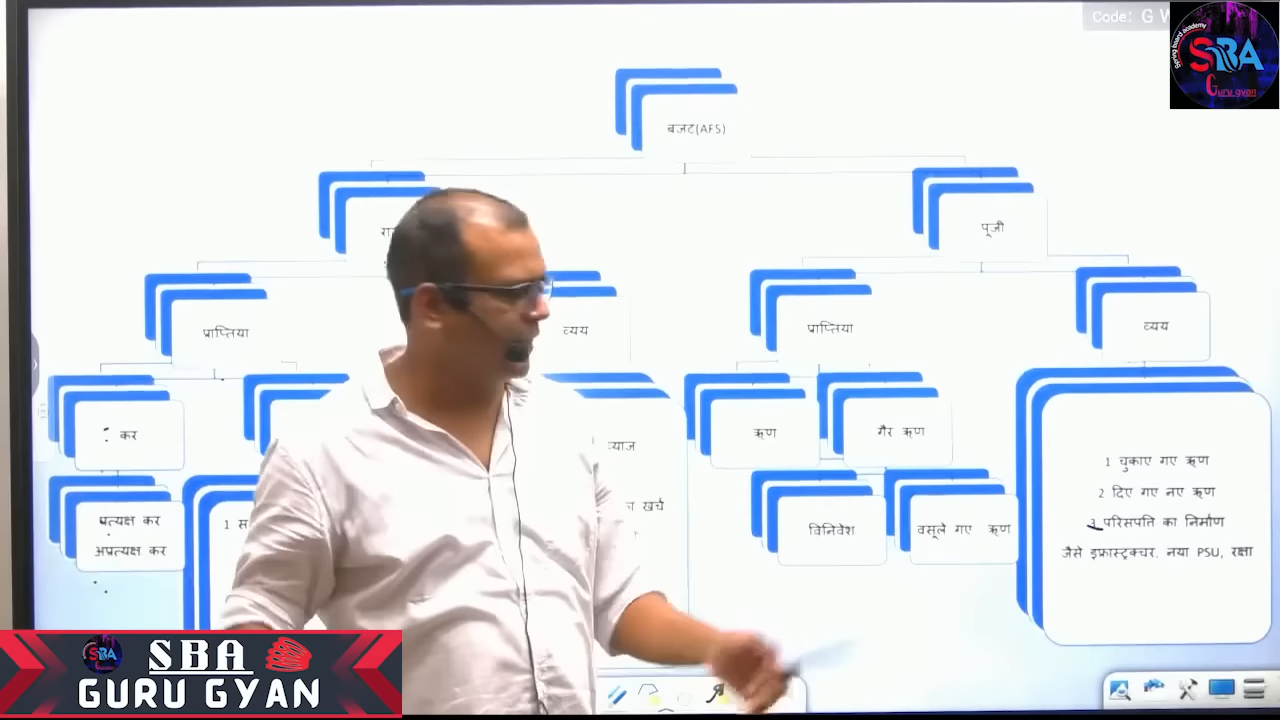 Code: G
SBA
Guru gyan
बजट(AFS)
पूजी
प्राप्तिया
व्यय
प्राप्तिया
व्यय
कर
ब्याज
ऋण
गैर ऋण
प्रत्यक्ष कर
अप्रत्यक्ष कर
खर्च
विनिवेश
वसूले गए ऋण
1 चुकाए गए ऋण
2 दिए गए नए ऋण
3 परिसपति का निर्माण
जैसे इफ्रास्ट्रक्चर, नया PSU, रक्षा
SBA
SBA
GURU GYAN